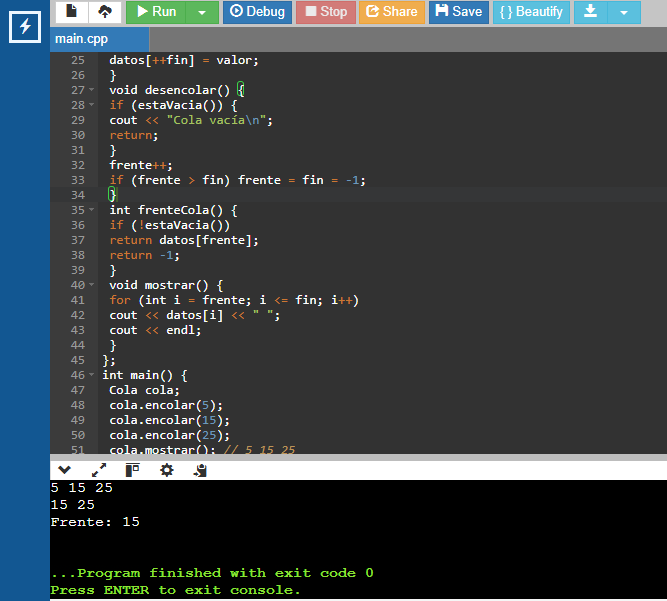 Run Debug Stop Share Save { } Beautify
main.cpp
25 datos[++fin] = valor;
26 }
27 void desencolar() {
28 if (estaVacia()) {
29 cout << "Cola vacía\n";
30 return;
31 }
32 frente++;
33 if (frente > fin) frente = fin = -1;
34 }
35 int frenteCola() {
36 if (!estaVacia())
37 return datos[frente];
38 return -1;
39 }
40 void mostrar() {
41 for (int i = frente; i <= fin; i++)
42 cout << datos[i] << " ";
43 cout << endl;
44 }
45 };
46 int main() {
47 Cola cola;
48 cola.encolar(5);
49 cola.encolar(15);
50 cola.encolar(25);
51 cola.mostrar(); // 5 15 25
5 15 25
15 25
Frente: 15
...Program finished with exit code 0
Press ENTER to exit console.